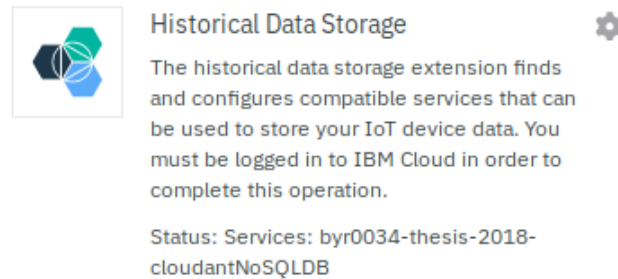 Historical Data Storage
The historical data storage extension finds
and configures compatible services that can
be used to store your IoT device data. You
must be logged in to IBM Cloud in order to
complete this operation.
Status: Services: byr0034-thesis-2018-
cloudantNoSQLDB